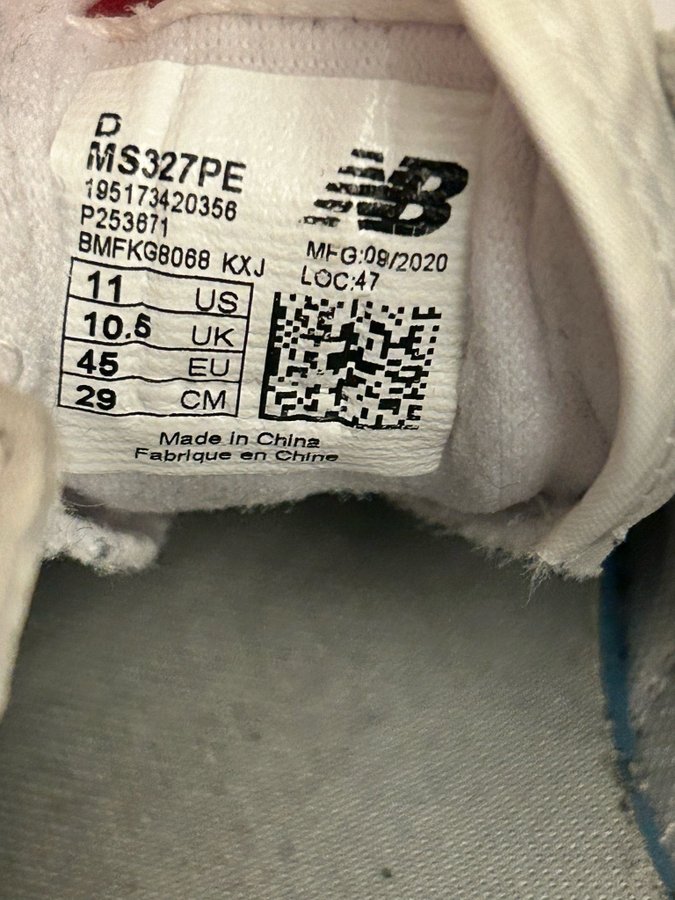 D
MS327PE
195173420356
P253671
BMFKG8068 KXJ
NB
MFG:09/2020
LOC:47
11 US
10.5 UK
45 EU
29 CM
Made in China
Fabrique en Chine